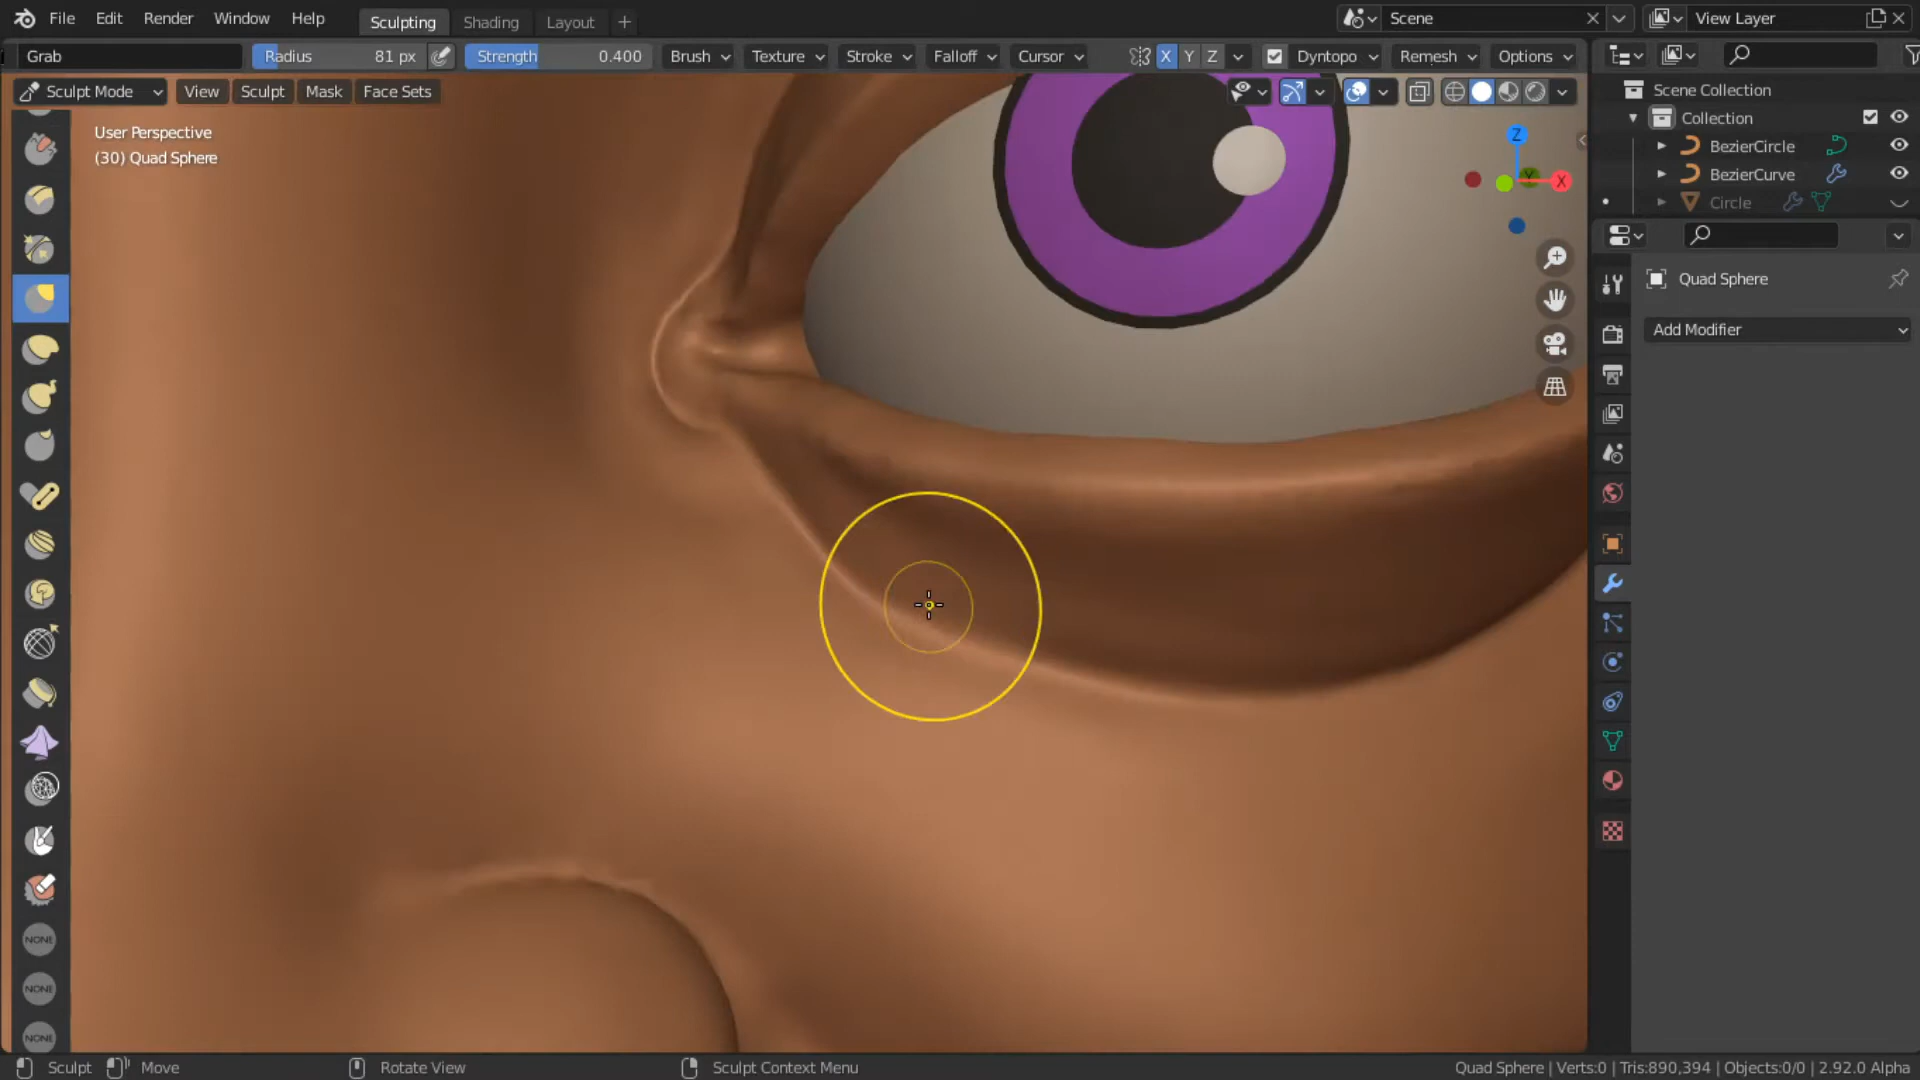 File Edit Render Window Help Sculpting Shading Layout + Scene View Layer
Grab Radius 81 px Strength 0.400 Brush Texture Stroke Falloff Cursor X Y Z Dyntopo Remesh Options
Sculpt Mode View Sculpt Mask Face Sets
User Perspective
(30) Quad Sphere
Z
Y
X
Scene Collection
Collection
BezierCircle
BezierCurve
Circle
Quad Sphere
Add Modifier
NONE
NONE
NONE
Sculpt Move Rotate View Sculpt Context Menu Quad Sphere | Verts:0 | Tris:890,394 | Objects:0/0 | 2.92.0 Alpha